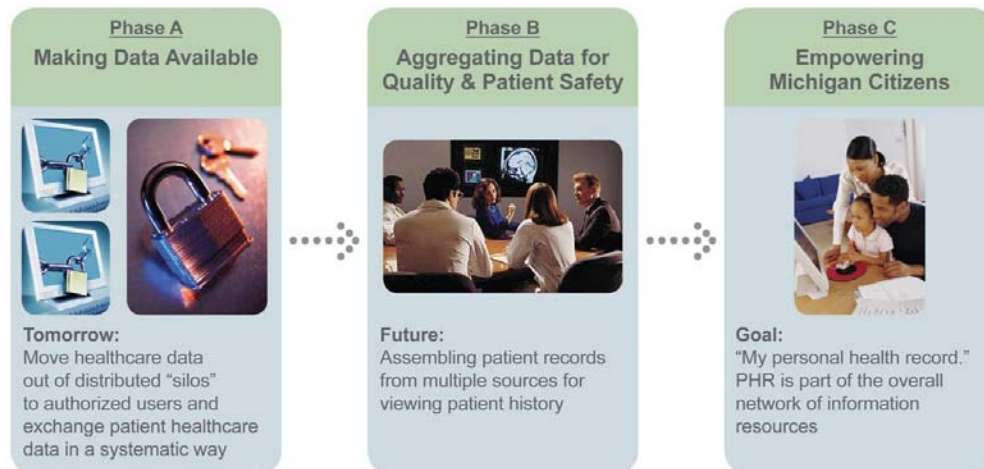 Phase A
Making Data Available
Tomorrow:
Move healthcare data
out of distributed “silos”
to authorized users and
exchange patient healthcare
data in a systematic way
Phase B
Aggregating Data for
Quality & Patient Safety
Future:
Assembling patient records
from multiple sources for
viewing patient history
Phase C
Empowering
Michigan Citizens
Goal:
“My personal health record.”
PHR is part of the overall
network of information
resources